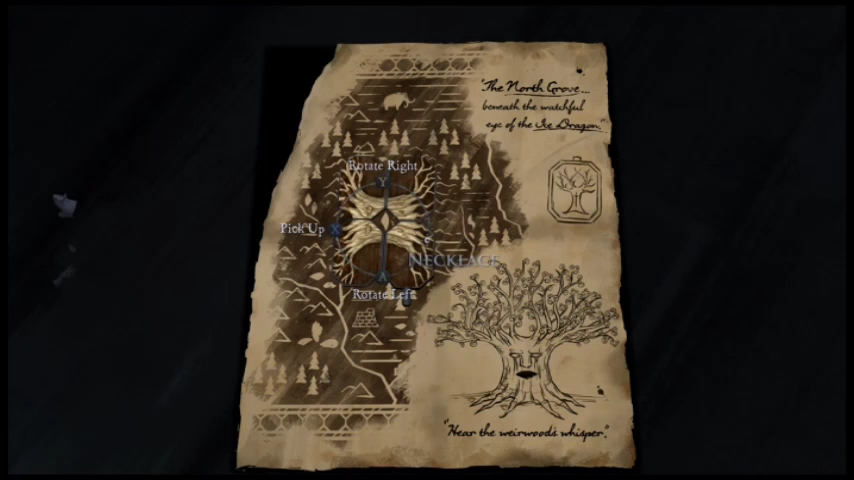 "The North Grove...
beneath the watchful
eye of the Ice Dragon."
Rotate Right
Y
Pick Up X
NECKLACE
A
Rotate Left
"Hear the weirwood's whisper."